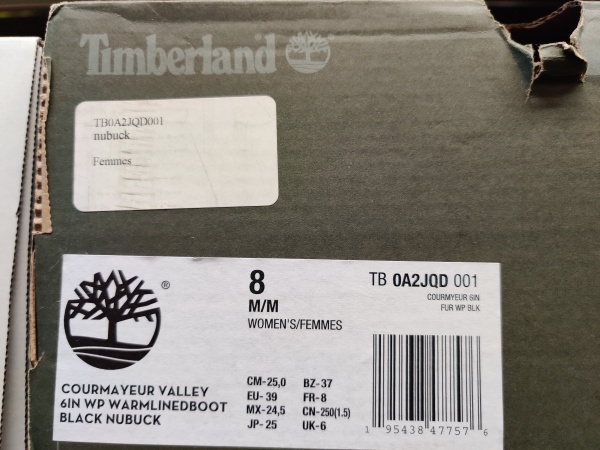 Timberland
TB0A2JQD001
nubuck
Femmes
®
8
M/M
WOMEN'S/FEMMES
TB 0A2JQD 001
COURMYEUR 6IN
FUR WP BLK
COURMAYEUR VALLEY
6IN WP WARMLINEDBOOT
BLACK NUBUCK
CM-25,0 BZ-37
EU-39 FR-8
MX-24,5 CN-250(1.5)
JP-25 UK-6
1 95438 47757 6